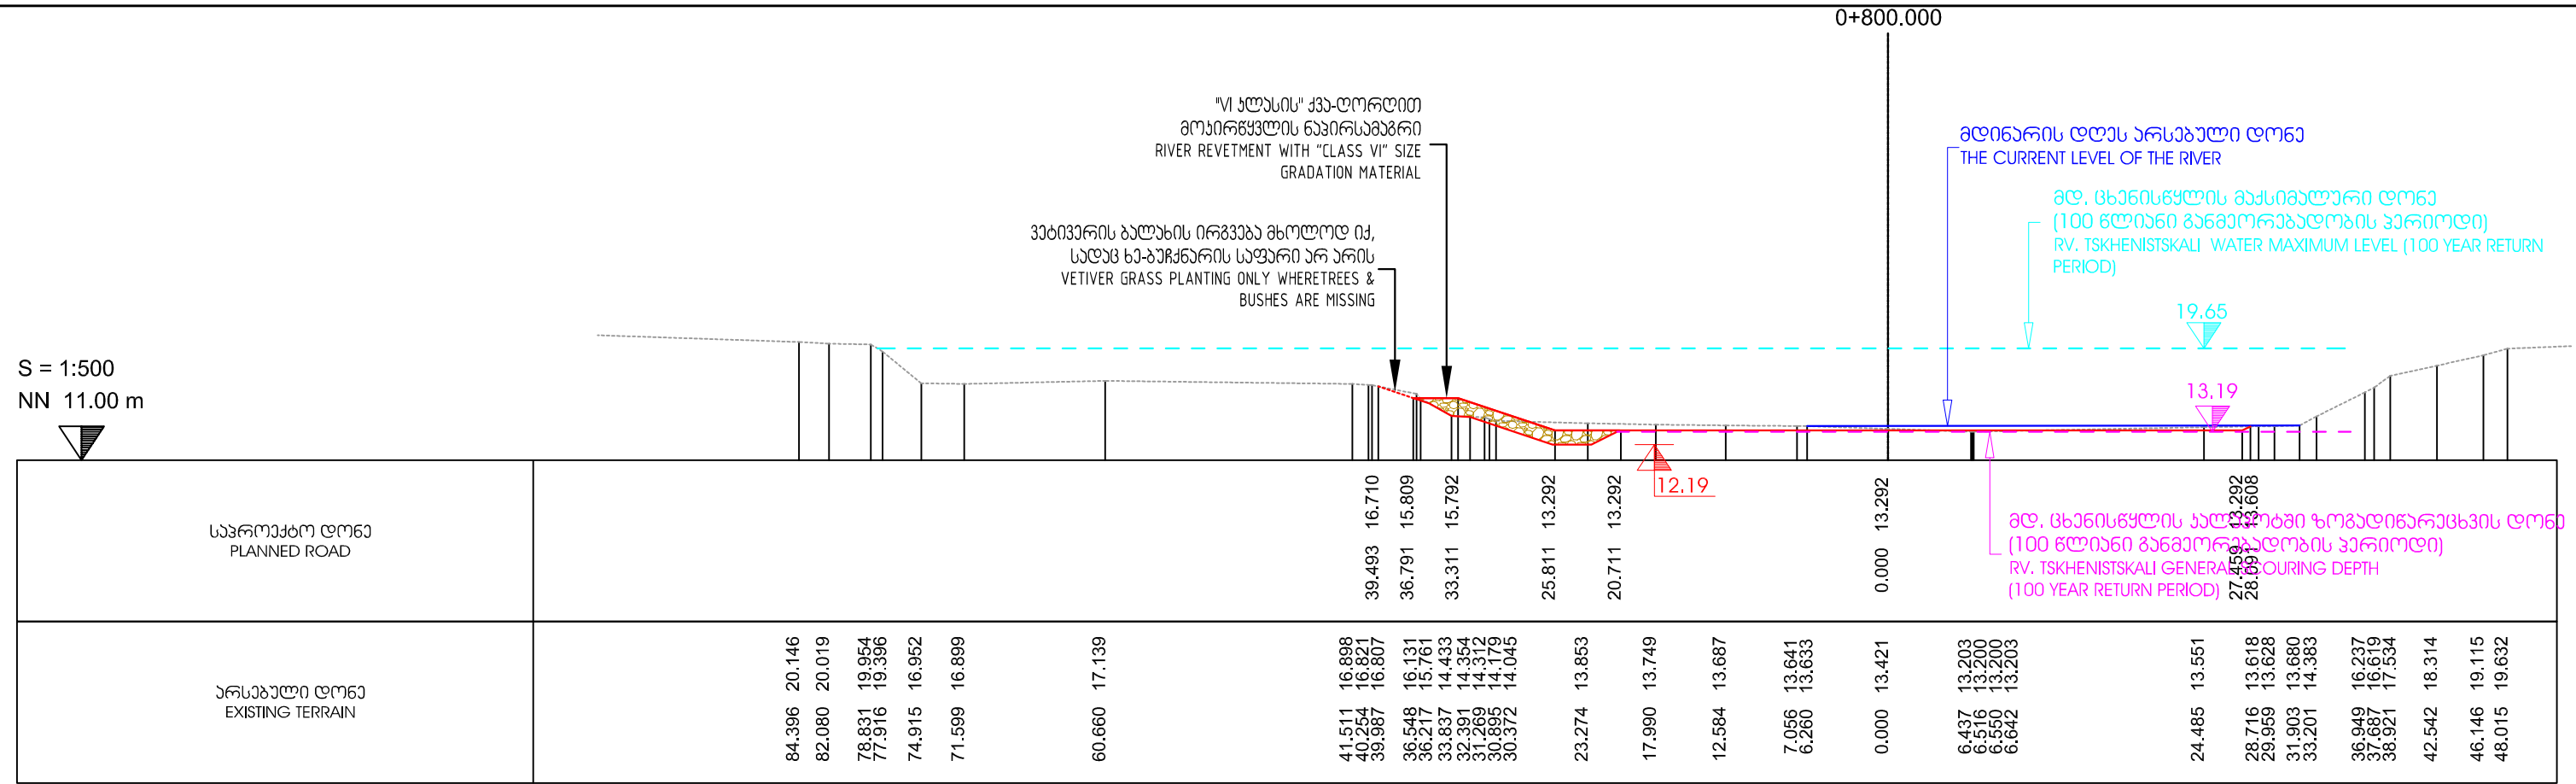 0+800.000
"VI კლასის" ქვა-ღორღით
მოკირწყვლის ნაპირსამაგრი
RIVER REVETMENT WITH "CLASS VI" SIZE
GRADATION MATERIAL
ვეტივერის ბალახის ირგვება მხოლოდ იქ,
სადაც ხე-ბუჩქნარის საფარი არ არის
VETIVER GRASS PLANTING ONLY WHERETREES &
BUSHES ARE MISSING
მდინარის დღეს არსებული დონე
THE CURRENT LEVEL OF THE RIVER
მდ. ცხენისწყლის მაქსიმალური დონე
(100 წლიანი განმეორებადობის პერიოდი)
RV. TSKHENISTSKALI WATER MAXIMUM LEVEL (100 YEAR RETURN
PERIOD)
19.65
13.19
12.19
S = 1:500
NN 11.00 m
საპროექტო დონე
PLANNED ROAD
39.493 16.710
36.791 15.809
33.311 15.792
25.811 13.292
20.711 13.292
0.000 13.292
27.459 13.292
28.091 13.608
მდ. ცხენისწყლის კალაპოტში ზოგადიწარეცხვის დონე
(100 წლიანი განმეორებადობის პერიოდი)
RV. TSKHENISTSKALI GENERAL SCOURING DEPTH
(100 YEAR RETURN PERIOD)
არსებული დონე
EXISTING TERRAIN
84.396 20.146
82.080 20.019
78.831 19.954
77.916 19.396
74.915 16.952
71.599 16.899
60.660 17.139
41.511 16.898
40.254 16.821
39.987 16.807
36.548 16.131
36.217 15.761
33.837 14.433
32.391 14.354
31.269 14.312
30.895 14.179
30.372 14.045
23.274 13.853
17.990 13.749
12.584 13.687
7.056 13.641
6.260 13.633
0.000 13.421
6.437 13.203
6.516 13.200
6.550 13.200
6.642 13.203
24.485 13.551
28.716 13.618
29.959 13.628
31.903 13.680
33.201 14.383
36.949 16.237
37.687 16.619
38.921 17.534
42.542 18.314
46.146 19.115
48.015 19.632